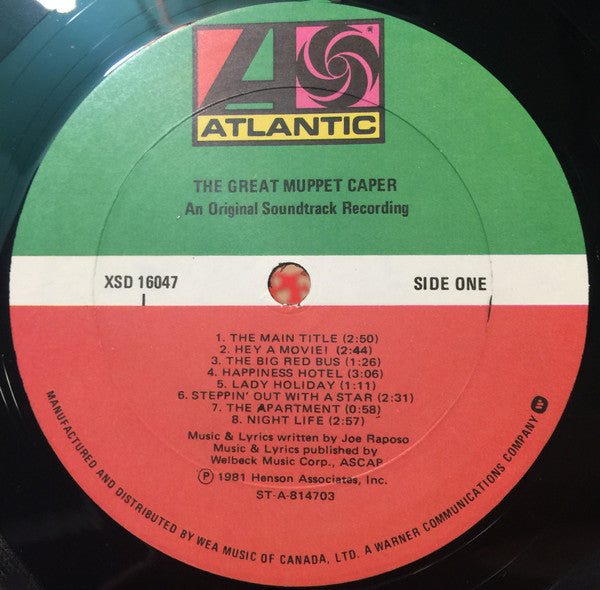 ATLANTIC
THE GREAT MUPPET CAPER
An Original Soundtrack Recording
XSD 16047
SIDE ONE
1. THE MAIN TITLE (2:50)
2. HEY A MOVIE! (2:44)
3. THE BIG RED BUS (1:26)
4. HAPPINESS HOTEL (3:06)
5. LADY HOLIDAY (1:11)
6. STEPPIN' OUT WITH A STAR (2:31)
7. THE APARTMENT (0:58)
8. NIGHT LIFE (2:57)
Music & Lyrics written by Joe Raposo
Music & Lyrics published by
Welbeck Music Corp., ASCAP
Ⓟ 1981 Henson Associates, Inc.
ST-A-814703
MANUFACTURED AND DISTRIBUTED BY WEA MUSIC OF CANADA, LTD. A WARNER COMMUNICATIONS COMPANY